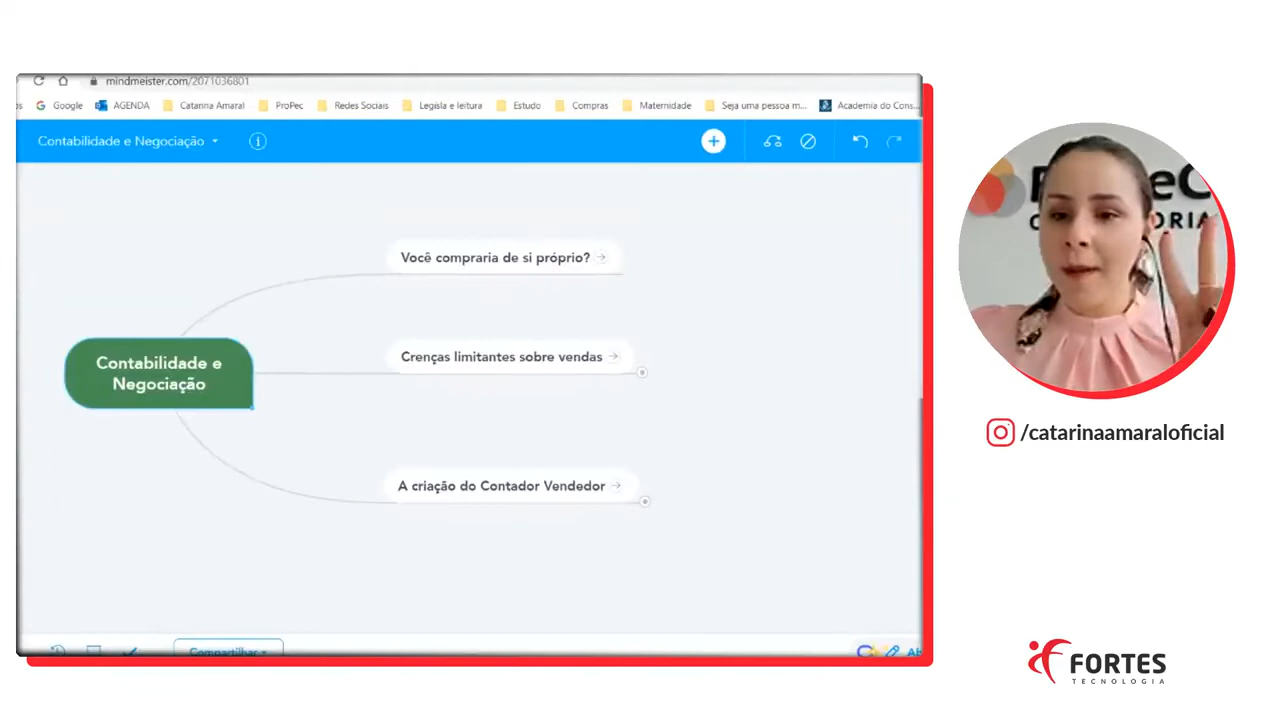 mindmeister.com/2071036801
Google AGENDA Catarina Amaral ProPec Redes Sociais Legisla e leitura Estudo Compras Maternidade Seja uma pessoa m... Academia do Cons...
Contabilidade e Negociação
Você compraria de si próprio?
Crenças limitantes sobre vendas
Contabilidade e
Negociação
A criação do Contador Vendedor
Compartilhar
/catarinaamaraloficial
FORTES
TECNOLOGIA